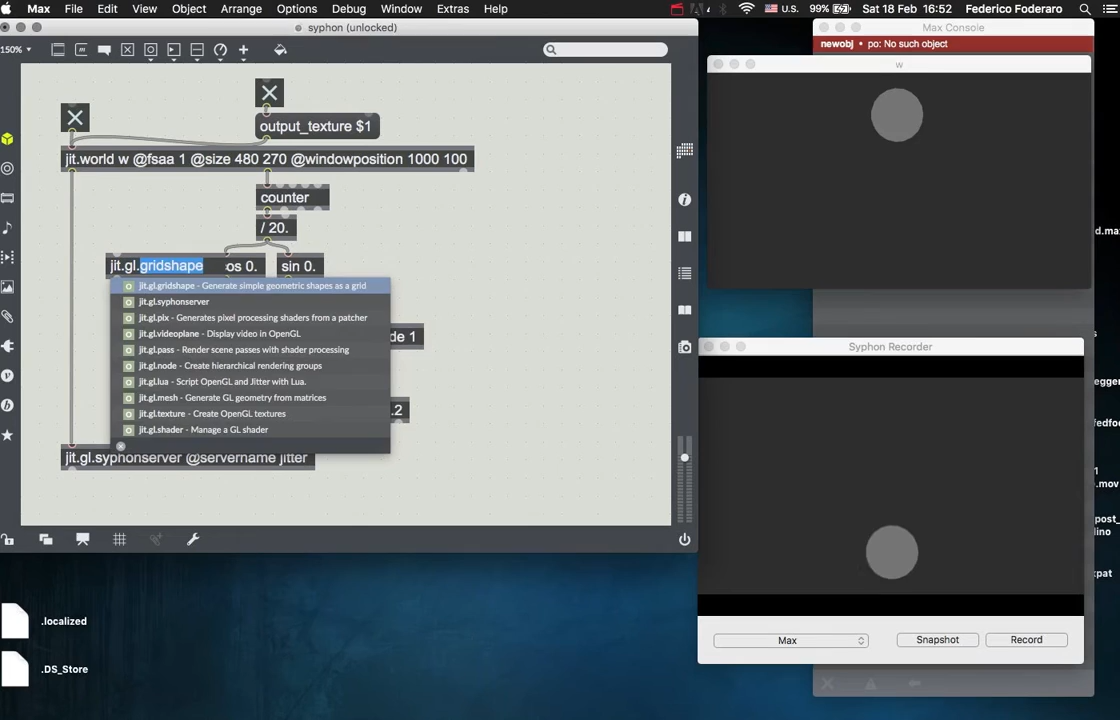 Max File Edit View Object Arrange Options Debug Window Extras Help
U.S. 99% Sat 18 Feb 16:52 Federico Foderaro
syphon (unlocked)
150%
output_texture $1
jit.world w @fsaa 1 @size 480 270 @windowposition 1000 100
counter
/ 20.
jit.gl.gridshape
os 0.
sin 0.
jit.gl.gridshape - Generate simple geometric shapes as a grid
jit.gl.syphonserver
jit.gl.pix - Generates pixel processing shaders from a patcher
jit.gl.videoplane - Display video in OpenGL
jit.gl.pass - Render scene passes with shader processing
jit.gl.node - Create hierarchical rendering groups
jit.gl.lua - Script OpenGL and Jitter with Lua.
jit.gl.mesh - Generate GL geometry from matrices
jit.gl.texture - Create OpenGL textures
jit.gl.shader - Manage a GL shader
de 1
.2
jit.gl.syphonserver @servername jitter
Max Console
newobj • po: No such object
w
Syphon Recorder
Max
Snapshot
Record
d.ma
egger
fedfoo
.mov
post_
dino
xpat
.localized
.DS_Store